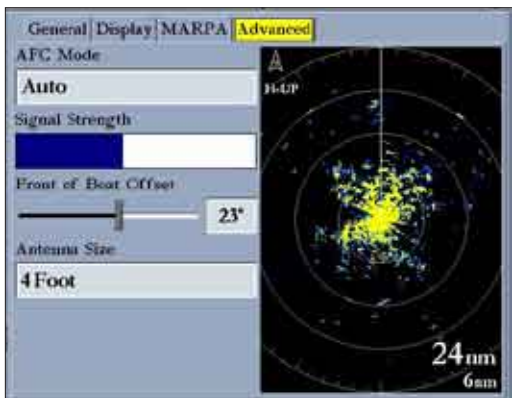 General Display MARPA Advanced
AFC Mode
Auto
Signal Strength
Front of Boat Offset
23°
Antenna Size
4 Foot
H-UP
24nm
6nm